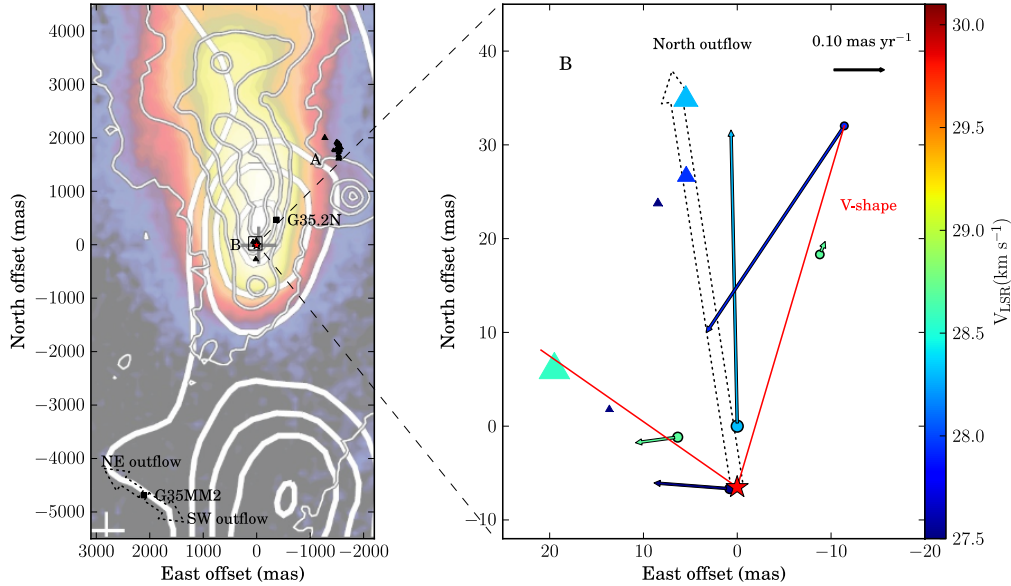 4000
3000
2000
1000
0
−1000
−2000
−3000
−4000
−5000
North offset (mas)
3000 2000 1000 0 −1000 −2000
East offset (mas)
A
G35.2N
B
NE outflow
G35MM2
SW outflow
40
30
20
10
0
−10
North offset (mas)
20 10 0 −10 −20
East offset (mas)
North outflow
0.10 mas yr⁻¹
B
V-shape
30.0
29.5
29.0
28.5
28.0
27.5
V_LSR(km s⁻¹)